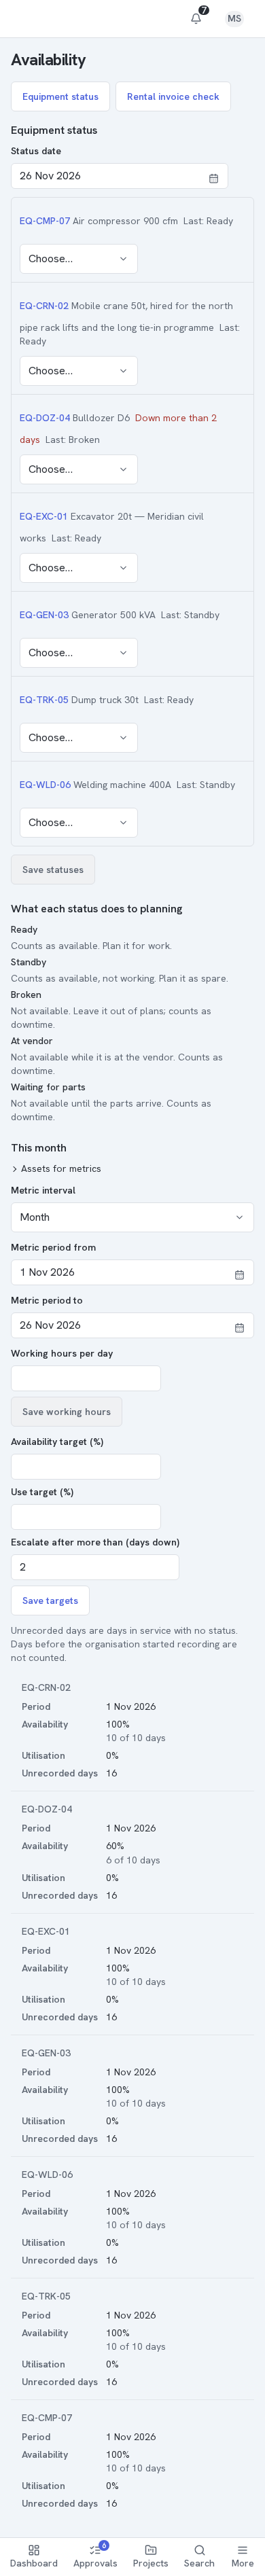 7
MS
Availability
Equipment status
Rental invoice check
Equipment status
Status date
26 Nov 2026
EQ-CMP-07 Air compressor 900 cfm Last: Ready
Choose...
EQ-CRN-02 Mobile crane 50t, hired for the north
pipe rack lifts and the long tie-in programme Last:
Ready
Choose...
EQ-DOZ-04 Bulldozer D6 Down more than 2
days Last: Broken
Choose...
EQ-EXC-01 Excavator 20t — Meridian civil
works Last: Ready
Choose...
EQ-GEN-03 Generator 500 kVA Last: Standby
Choose...
EQ-TRK-05 Dump truck 30t Last: Ready
Choose...
EQ-WLD-06 Welding machine 400A Last: Standby
Choose...
Save statuses
What each status does to planning
Ready
Counts as available. Plan it for work.
Standby
Counts as available, not working. Plan it as spare.
Broken
Not available. Leave it out of plans; counts as
downtime.
At vendor
Not available while it is at the vendor. Counts as
downtime.
Waiting for parts
Not available until the parts arrive. Counts as
downtime.
This month
Assets for metrics
Metric interval
Month
Metric period from
1 Nov 2026
Metric period to
26 Nov 2026
Working hours per day
Save working hours
Availability target (%)
Use target (%)
Escalate after more than (days down)
2
Save targets
Unrecorded days are days in service with no status.
Days before the organisation started recording are
not counted.
EQ-CRN-02
Period 1 Nov 2026
Availability 100%
10 of 10 days
Utilisation 0%
Unrecorded days 16
EQ-DOZ-04
Period 1 Nov 2026
Availability 60%
6 of 10 days
Utilisation 0%
Unrecorded days 16
EQ-EXC-01
Period 1 Nov 2026
Availability 100%
10 of 10 days
Utilisation 0%
Unrecorded days 16
EQ-GEN-03
Period 1 Nov 2026
Availability 100%
10 of 10 days
Utilisation 0%
Unrecorded days 16
EQ-WLD-06
Period 1 Nov 2026
Availability 100%
10 of 10 days
Utilisation 0%
Unrecorded days 16
EQ-TRK-05
Period 1 Nov 2026
Availability 100%
10 of 10 days
Utilisation 0%
Unrecorded days 16
EQ-CMP-07
Period 1 Nov 2026
Availability 100%
10 of 10 days
Utilisation 0%
Unrecorded days 16
6
Dashboard Approvals Projects Search More